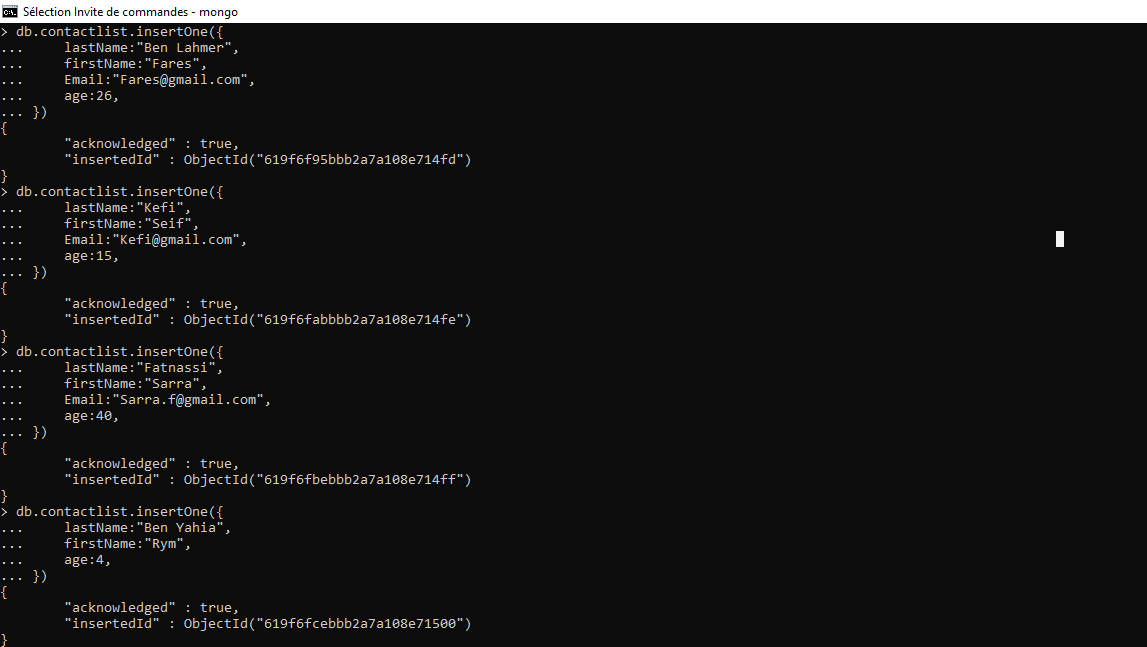 Sélection Invite de commandes - mongo
> db.contactlist.insertOne({
...     lastName:"Ben Lahmer",
...     firstName:"Fares",
...     Email:"Fares@gmail.com",
...     age:26,
... })
{
        "acknowledged" : true,
        "insertedId" : ObjectId("619f6f95bbb2a7a108e714fd")
}
> db.contactlist.insertOne({
...     lastName:"Kefi",
...     firstName:"Seif",
...     Email:"Kefi@gmail.com",
...     age:15,
... })
{
        "acknowledged" : true,
        "insertedId" : ObjectId("619f6fabbbb2a7a108e714fe")
}
> db.contactlist.insertOne({
...     lastName:"Fatnassi",
...     firstName:"Sarra",
...     Email:"Sarra.f@gmail.com",
...     age:40,
... })
{
        "acknowledged" : true,
        "insertedId" : ObjectId("619f6fbebbb2a7a108e714ff")
}
> db.contactlist.insertOne({
...     lastName:"Ben Yahia",
...     firstName:"Rym",
...     age:4,
... })
{
        "acknowledged" : true,
        "insertedId" : ObjectId("619f6fcebbb2a7a108e71500")
}